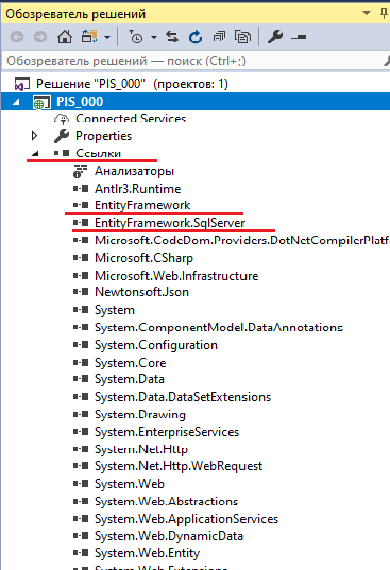 Обозреватель решений
Обозреватель решений — поиск (Ctrl+;)
Решение "PIS_000" (проектов: 1)
PIS_000
Connected Services
Properties
Ссылки
Анализаторы
Antlr3.Runtime
EntityFramework
EntityFramework.SqlServer
Microsoft.CodeDom.Providers.DotNetCompilerPlatf
Microsoft.CSharp
Microsoft.Web.Infrastructure
Newtonsoft.Json
System
System.ComponentModel.DataAnnotations
System.Configuration
System.Core
System.Data
System.Data.DataSetExtensions
System.Drawing
System.EnterpriseServices
System.Net.Http
System.Net.Http.WebRequest
System.Web
System.Web.Abstractions
System.Web.ApplicationServices
System.Web.DynamicData
System.Web.Entity
System.Web.Extensions